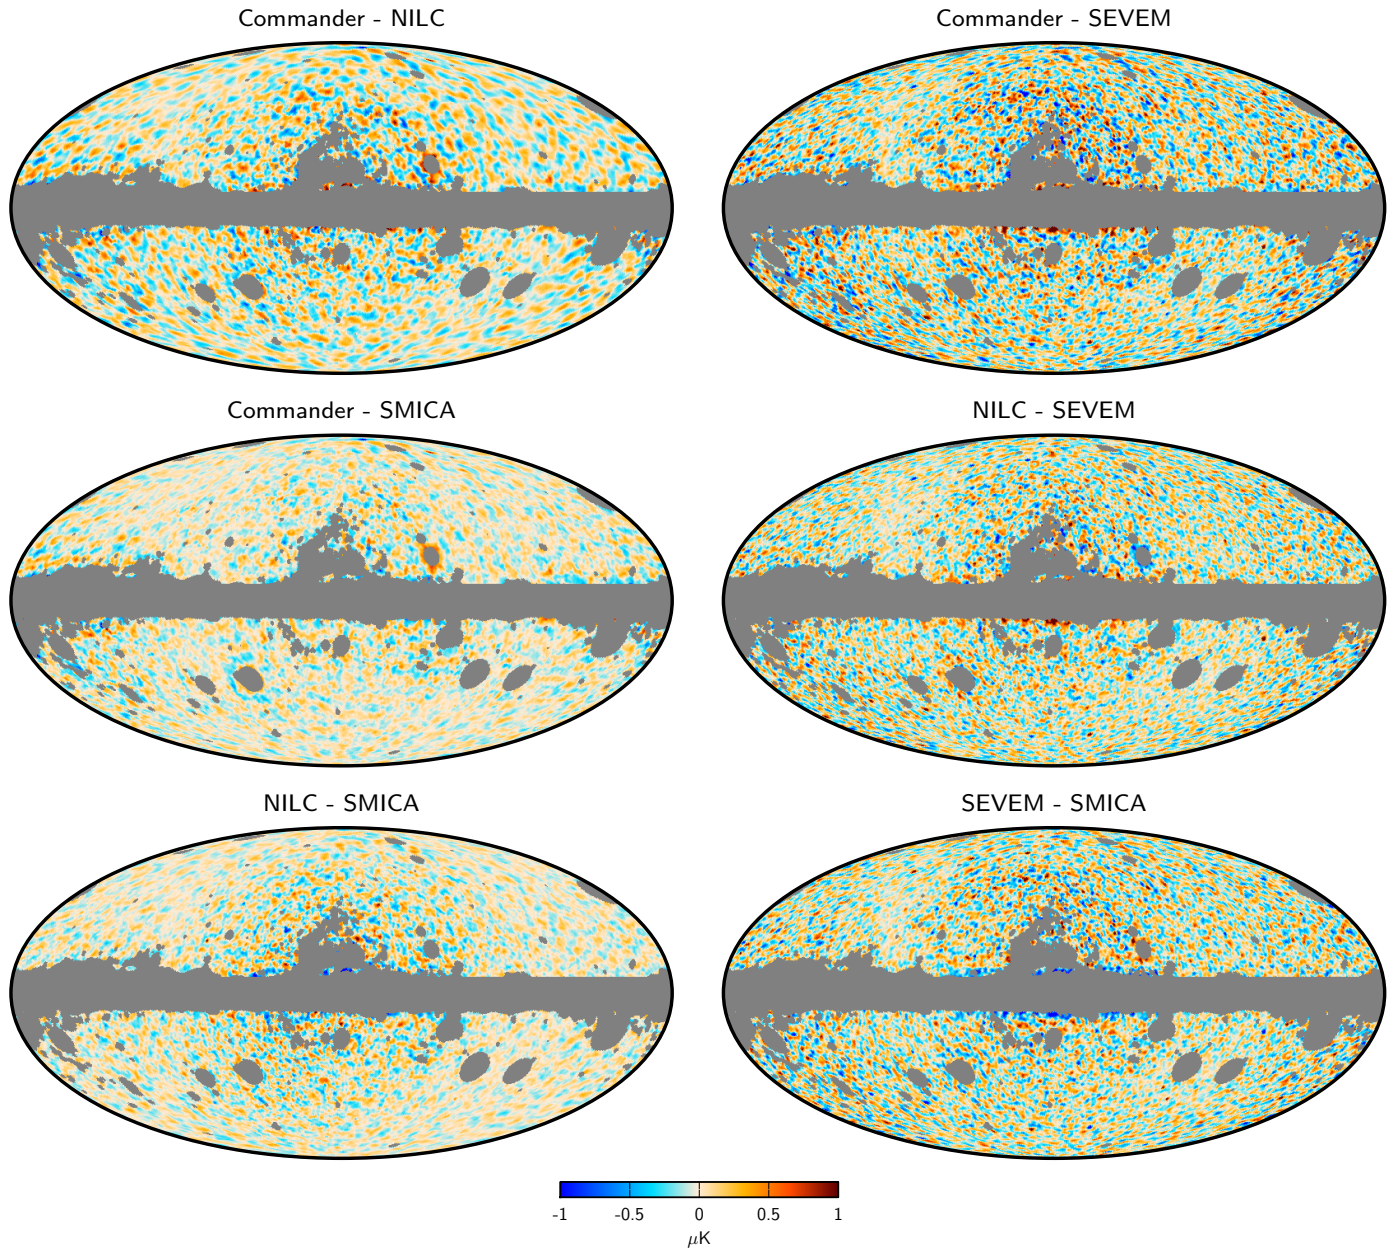 Commander - NILC
Commander - SEVEM
Commander - SMICA
NILC - SEVEM
NILC - SMICA
SEVEM - SMICA
-1 -0.5 0 0.5 1
μK